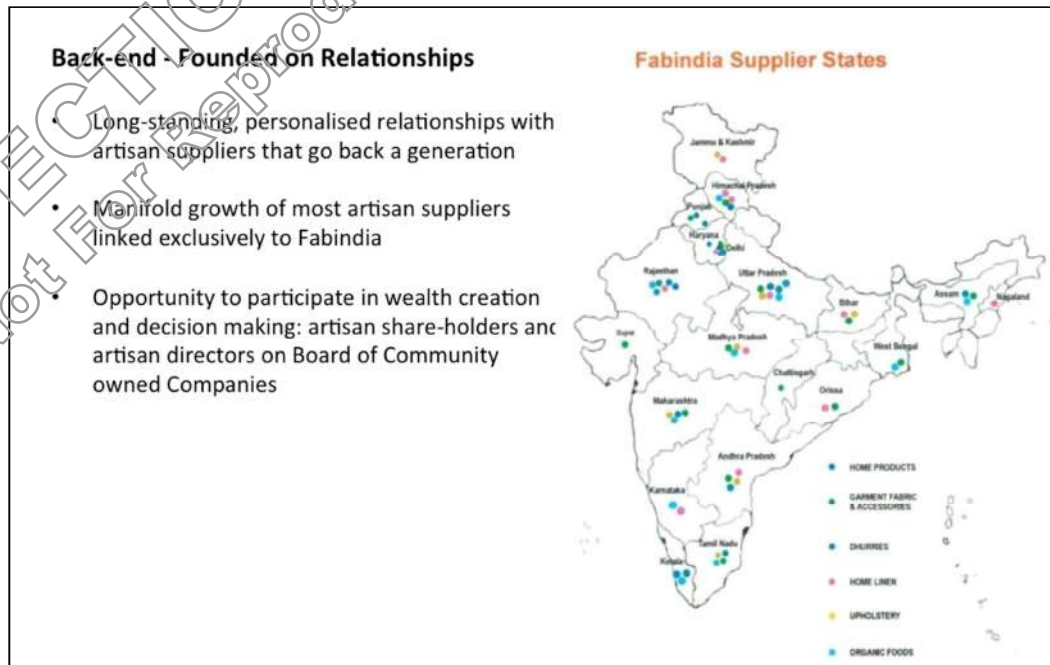 Back-end - Founded on Relationships
• Long-standing, personalised relationships with
artisan suppliers that go back a generation
• Manifold growth of most artisan suppliers
linked exclusively to Fabindia
• Opportunity to participate in wealth creation
and decision making: artisan share-holders and
artisan directors on Board of Community
owned Companies
Fabindia Supplier States
Jammu & Kashmir
Himachal Pradesh
Punjab
Haryana
Delhi
Rajasthan
Uttar Pradesh
Bihar
Assam
Nagaland
Madhya Pradesh
West Bengal
Chattisgarh
Orissa
Maharashtra
Andhra Pradesh
Karnataka
Tamil Nadu
Kerala
HOME PRODUCTS
GARMENT FABRIC
& ACCESSORIES
DHURRIES
HOME LINEN
UPHOLSTERY
ORGANIC FOODS
ECTIO
Not For Reprod